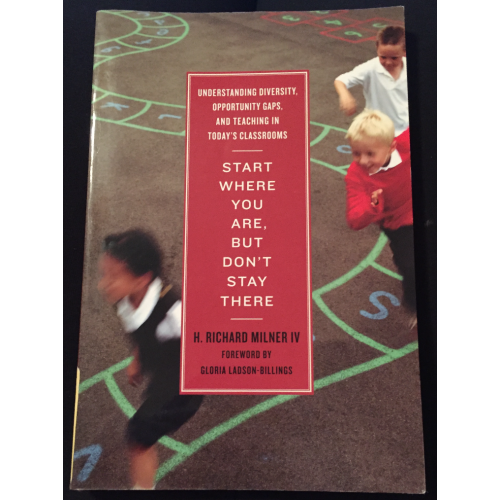 UNDERSTANDING DIVERSITY,
OPPORTUNITY GAPS,
AND TEACHING IN
TODAY'S CLASSROOMS
START
WHERE
YOU
ARE,
BUT
DON'T
STAY
THERE
H. RICHARD MILNER IV
FOREWORD BY
GLORIA LADSON-BILLINGS
K
L
S